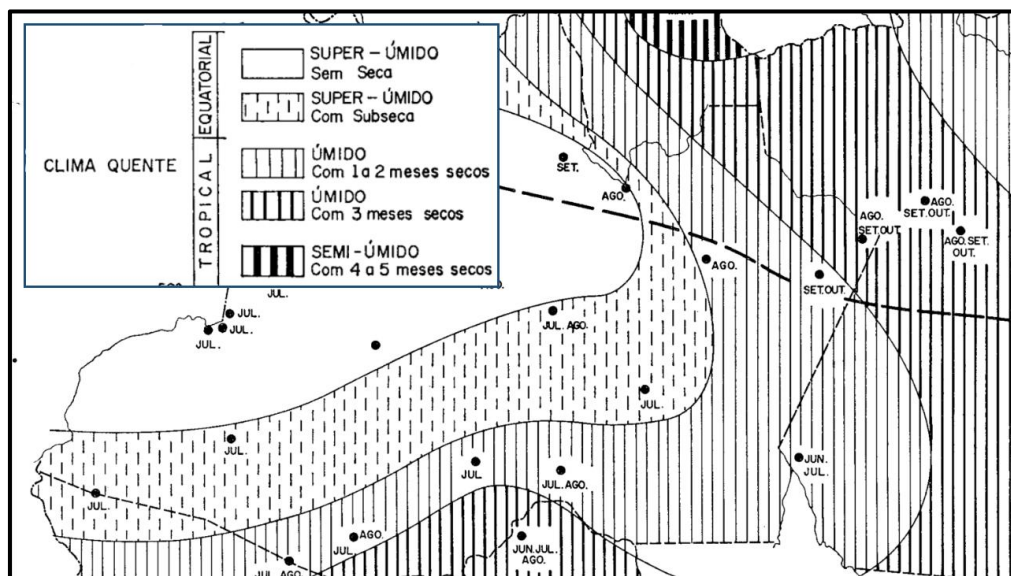 CLIMA QUENTE
EQUATORIAL
TROPICAL
SUPER-ÚMIDO
Sem Seca
SUPER-ÚMIDO
Com Subseca
ÚMIDO
Com 1a 2 meses secos
ÚMIDO
Com 3 meses secos
SEMI-ÚMIDO
Com 4 a 5 meses secos
SET.
AGO.
AGO.
SET.OUT.
AGO.
SET.OUT.
AGO.SET.
OUT.
AGO.
SET.OUT.
JUL.
JUL.
JUL.
JUL.
JUL.AGO.
JUL.
JUL.
JUN.
JUL.
JUL
JUL.AGO.
JUL.
AGO.
JUL.
JUN.JUL.
AGO.
JUL.AGO.